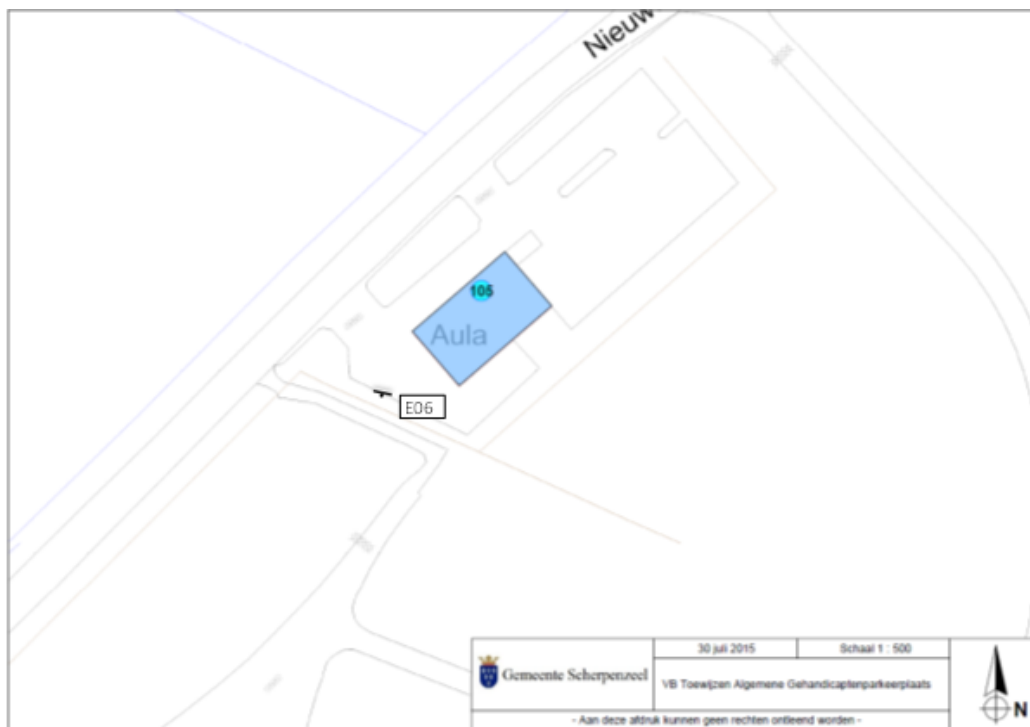 Nieuw
105
Aula
E06
Gemeente Scherpenzeel
30 juli 2015
Schaal 1 : 500
VB Toewijzen Algemene Gehandicaptenparkeerplaats
- Aan deze afdruk kunnen geen rechten ontleend worden -
N